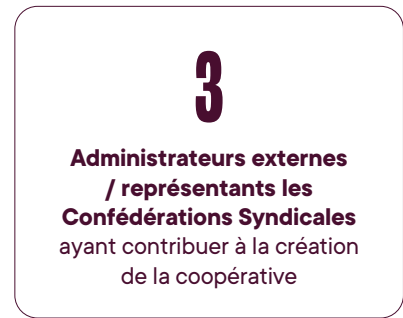 3
Administrateurs externes
/ représentants les
Confédérations Syndicales
ayant contribuer à la création
de la coopérative